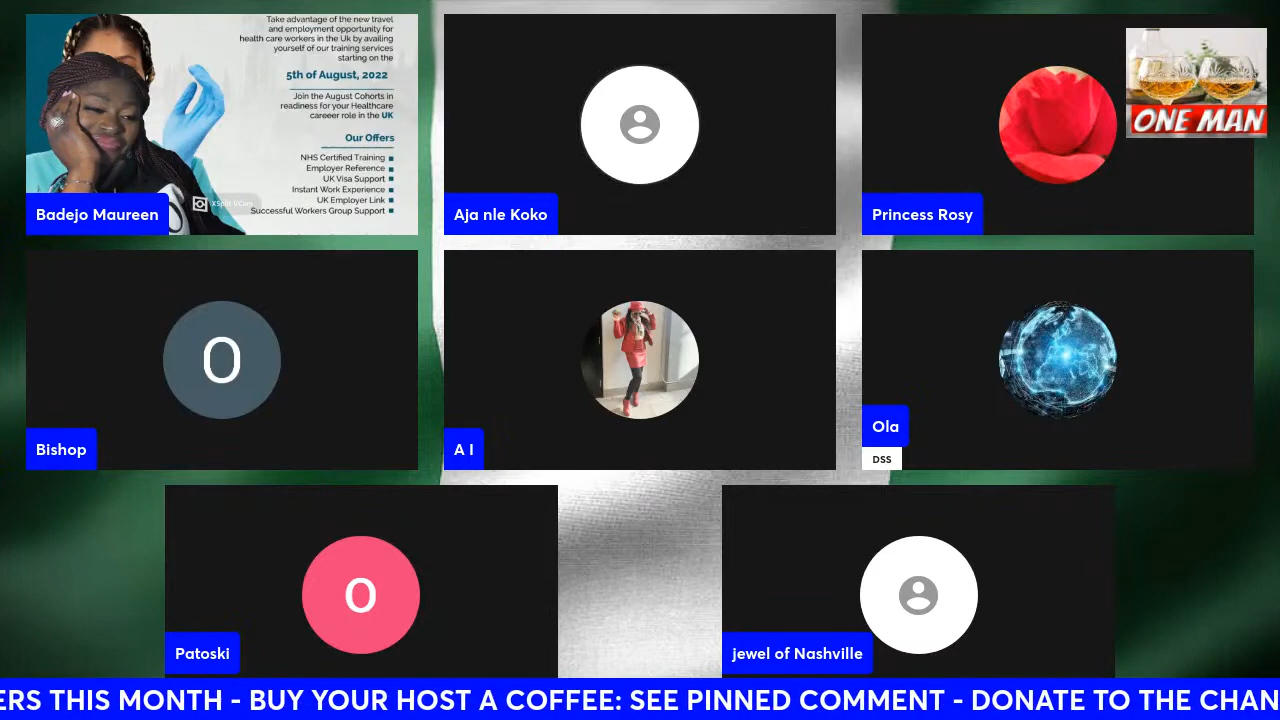 Take advantage of the new travel
and employment opportunity for
health care workers in the Uk by availing
yourself of our training services
starting on the
5th of August, 2022
Join the August Cohorts in
readiness for your Healthcare
careeer role in the UK
Our Offers
NHS Certified Training
Employer Reference
UK Visa Support
Instant Work Experience
UK Employer Link
Successful Workers Group Support
XSplit VCam
Badejo Maureen
Aja nle Koko
Princess Rosy
ONE MAN
O
Bishop
A I
Ola
DSS
O
Patoski
jewel of Nashville
ERS THIS MONTH - BUY YOUR HOST A COFFEE: SEE PINNED COMMENT - DONATE TO THE CHAN